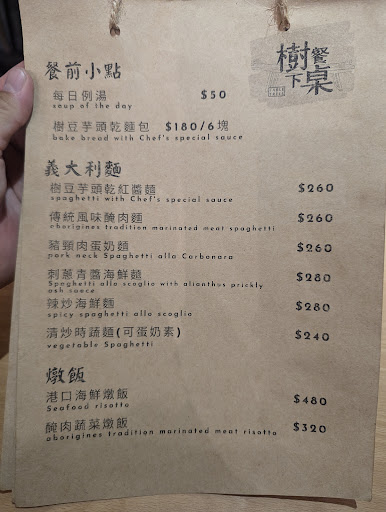 樹下餐桌
餐前小點
每日例湯 $50
soup of the day
樹豆芋頭乾麵包 $180/6塊
bake bread with Chef's special sauce
義大利麵
樹豆芋頭乾紅醬麵 $260
spaghetti with Chef's special sauce
傳統風味醃肉麵 $260
aborigines tradition marinated meat spaghetti
豬頸肉蛋奶麵 $260
pork neck Spaghetti alla Carbonara
刺蔥青醬海鮮麵 $280
Spaghetti alla scoglio with ailanthus prickly
ash sauce
辣炒海鮮麵 $280
spicy spaghetti alla scoglio
清炒時蔬麵(可蛋奶素) $240
vegetable Spaghetti
燉飯
港口海鮮燉飯 $480
Seafood risotto
醃肉蔬菜燉飯 $320
aborigines tradition marinated meat risotto